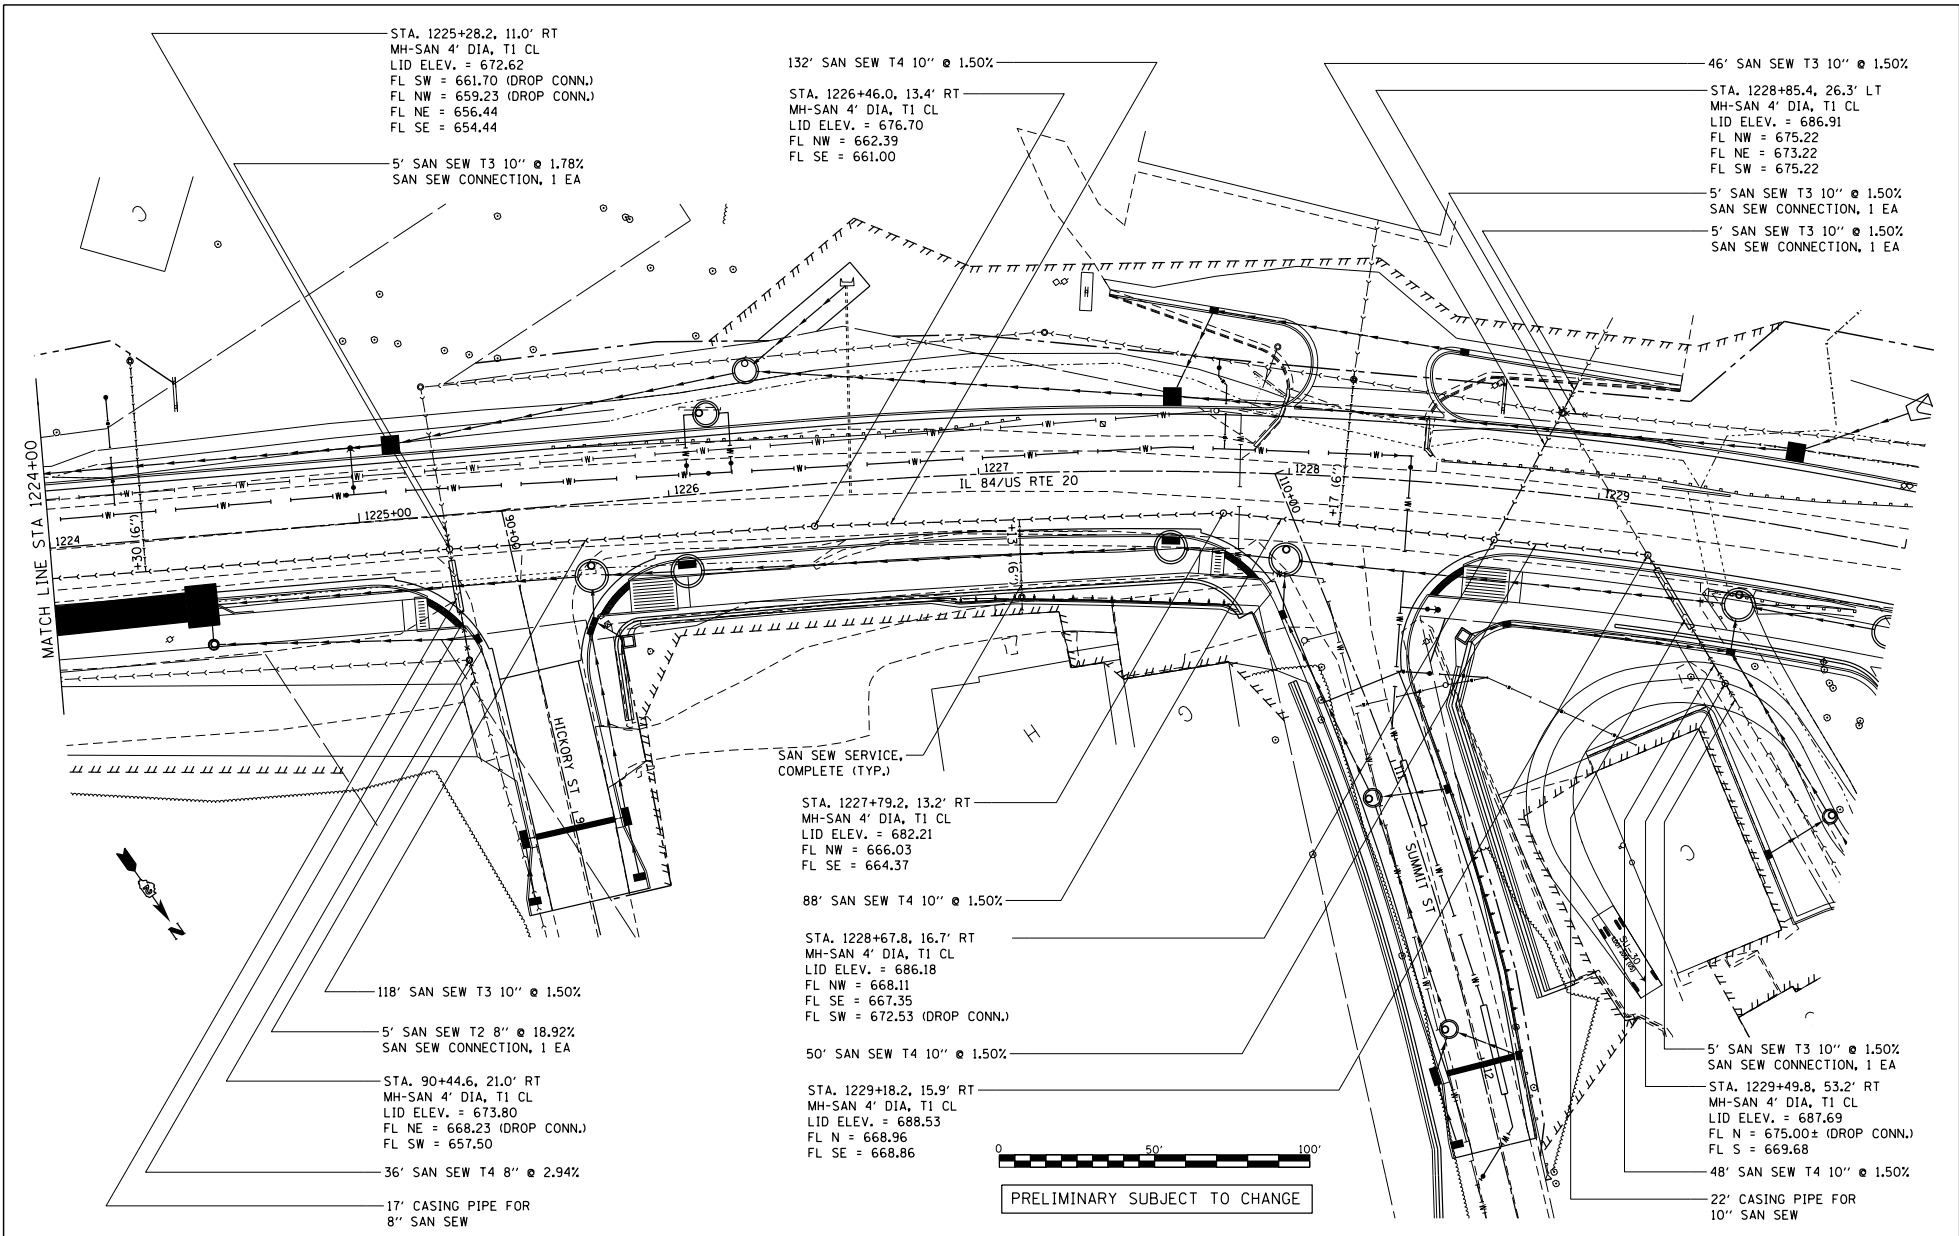 STA. 1225+28.2, 11.0' RT
MH-SAN 4' DIA, T1 CL
LID ELEV. = 672.62
FL SW = 661.70 (DROP CONN.)
FL NW = 659.23 (DROP CONN.)
FL NE = 656.44
FL SE = 654.44
5' SAN SEW T3 10'' @ 1.78%
SAN SEW CONNECTION, 1 EA
132' SAN SEW T4 10'' @ 1.50%
STA. 1226+46.0, 13.4' RT
MH-SAN 4' DIA, T1 CL
LID ELEV. = 676.70
FL NW = 662.39
FL SE = 661.00
46' SAN SEW T3 10'' @ 1.50%
STA. 1228+85.4, 26.3' LT
MH-SAN 4' DIA, T1 CL
LID ELEV. = 686.91
FL NW = 675.22
FL NE = 673.22
FL SW = 675.22
5' SAN SEW T3 10'' @ 1.50%
SAN SEW CONNECTION, 1 EA
5' SAN SEW T3 10'' @ 1.50%
SAN SEW CONNECTION, 1 EA
MATCH LINE STA 1224+00
1224
1225+00
1226
1227
1228
1229
IL 84/US RTE 20
+30 (6'')
90+00
+13 (6'')
110+00
+17 (6'')
HICKORY ST
SUMMIT ST
C
H
G
C
SU-30
12
SAN SEW SERVICE,
COMPLETE (TYP.)
STA. 1227+79.2, 13.2' RT
MH-SAN 4' DIA, T1 CL
LID ELEV. = 682.21
FL NW = 666.03
FL SE = 664.37
88' SAN SEW T4 10'' @ 1.50%
STA. 1228+67.8, 16.7' RT
MH-SAN 4' DIA, T1 CL
LID ELEV. = 686.18
FL NW = 668.11
FL SE = 667.35
FL SW = 672.53 (DROP CONN.)
50' SAN SEW T4 10'' @ 1.50%
STA. 1229+18.2, 15.9' RT
MH-SAN 4' DIA, T1 CL
LID ELEV. = 688.53
FL N = 668.96
FL SE = 668.86
N
118' SAN SEW T3 10'' @ 1.50%
5' SAN SEW T2 8'' @ 18.92%
SAN SEW CONNECTION, 1 EA
STA. 90+44.6, 21.0' RT
MH-SAN 4' DIA, T1 CL
LID ELEV. = 673.80
FL NE = 668.23 (DROP CONN.)
FL SW = 657.50
36' SAN SEW T4 8'' @ 2.94%
17' CASING PIPE FOR
8'' SAN SEW
5' SAN SEW T3 10'' @ 1.50%
SAN SEW CONNECTION, 1 EA
STA. 1229+49.8, 53.2' RT
MH-SAN 4' DIA, T1 CL
LID ELEV. = 687.69
FL N = 675.00± (DROP CONN.)
FL S = 669.68
48' SAN SEW T4 10'' @ 1.50%
22' CASING PIPE FOR
10'' SAN SEW
0 50' 100'
PRELIMINARY SUBJECT TO CHANGE